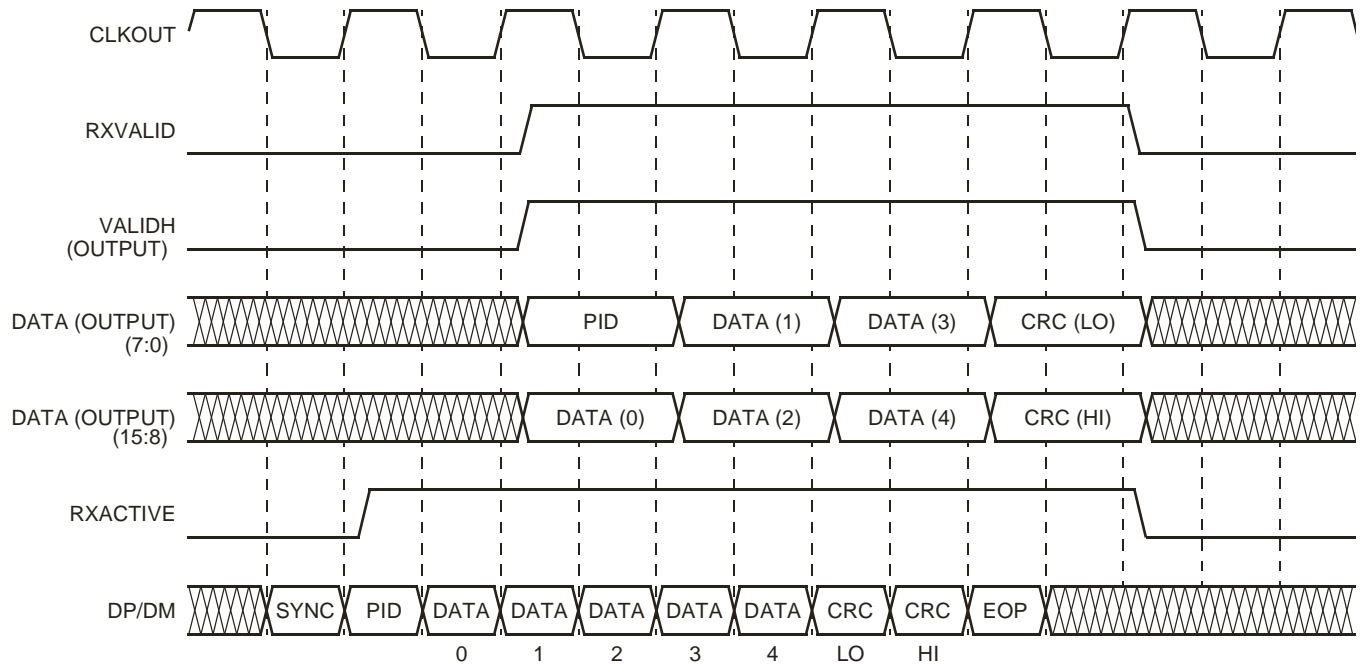 CLKOUT
RXVALID
VALIDH
(OUTPUT)
DATA (OUTPUT)
(7:0)
PID DATA (1) DATA (3) CRC (LO)
DATA (OUTPUT)
(15:8)
DATA (0) DATA (2) DATA (4) CRC (HI)
RXACTIVE
DP/DM SYNC PID DATA DATA DATA DATA DATA CRC CRC EOP
0 1 2 3 4 LO HI